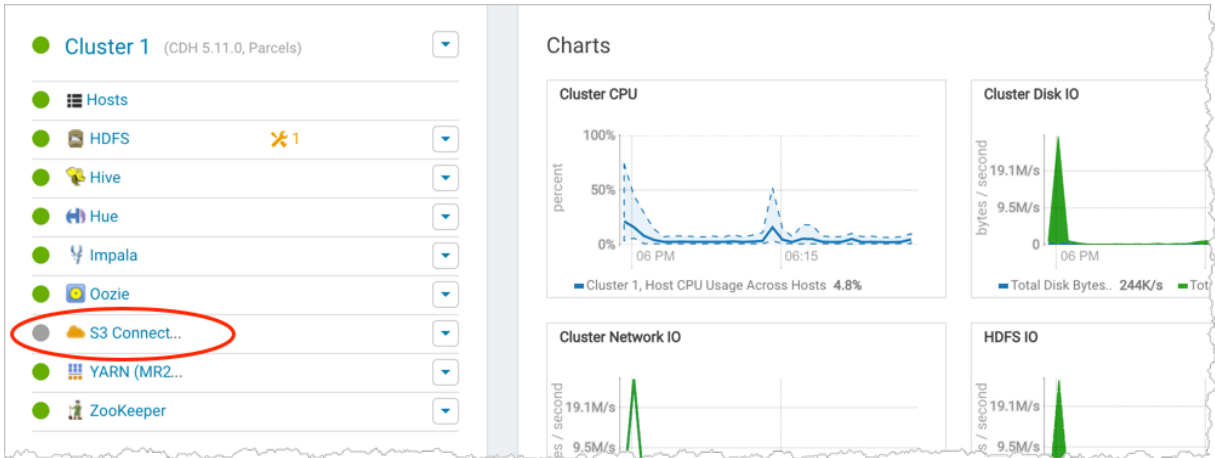 Cluster 1 (CDH 5.11.0, Parcels)
Hosts
HDFS 1
Hive
Hue
Impala
Oozie
S3 Connect...
YARN (MR2...
ZooKeeper
Charts
Cluster CPU
percent
100%
50%
0%
06 PM 06:15
Cluster 1, Host CPU Usage Across Hosts 4.8%
Cluster Disk IO
bytes / second
19.1M/s
9.5M/s
0
06 PM
Total Disk Bytes.. 244K/s Tot
Cluster Network IO
es / second
19.1M/s
9.5M/s
HDFS IO
s / second
19.1M/s
9.5M/s